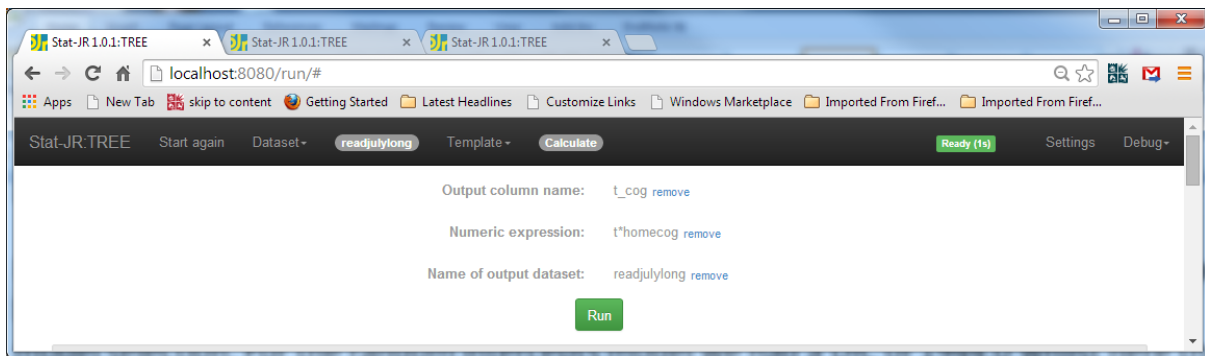 Stat-JR 1.0.1:TREE Stat-JR 1.0.1:TREE Stat-JR 1.0.1:TREE
localhost:8080/run/#
Apps New Tab skip to content Getting Started Latest Headlines Customize Links Windows Marketplace Imported From Firef... Imported From Firef...
Stat-JR:TREE Start again Dataset readjulylong Template Calculate Ready (1s) Settings Debug
Output column name: t_cog remove
Numeric expression: t*homecog remove
Name of output dataset: readjulylong remove
Run